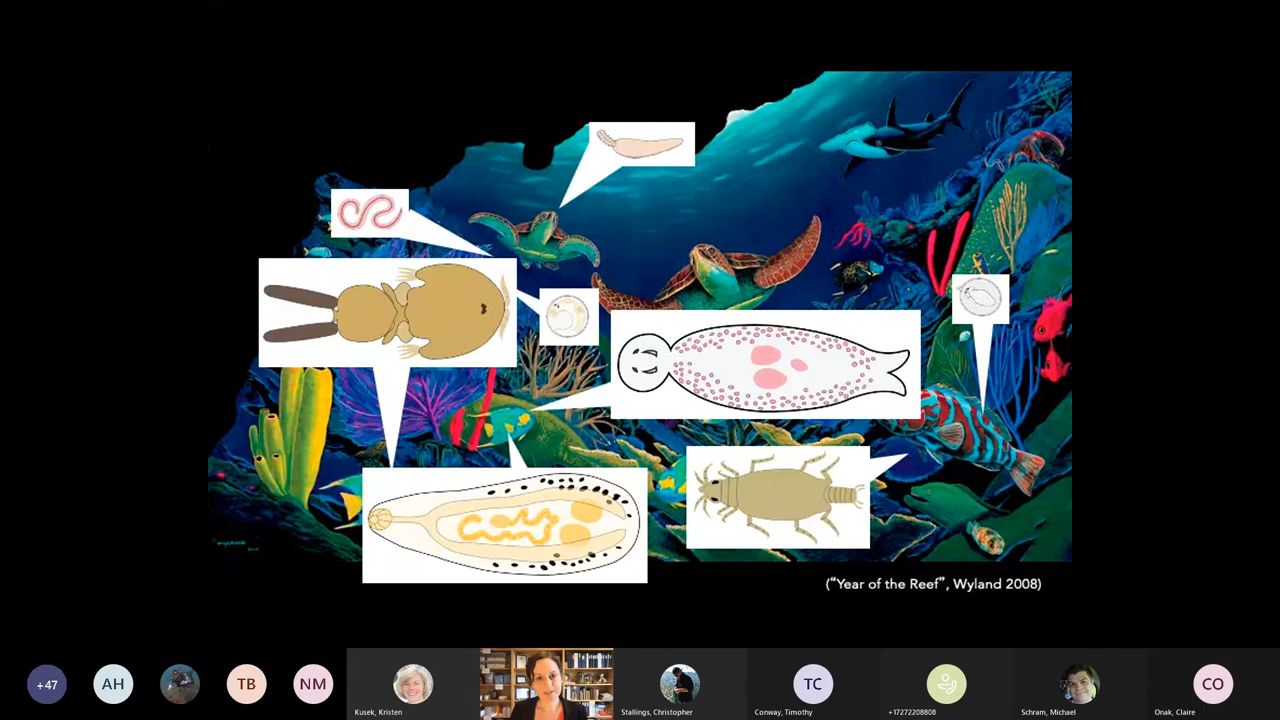 ("Year of the Reef", Wyland 2008)
+47
AH
TB
NM
Kusek, Kristen
Stallings, Christopher
TC
Conway, Timothy
+17272208808
Schram, Michael
CO
Onak, Claire